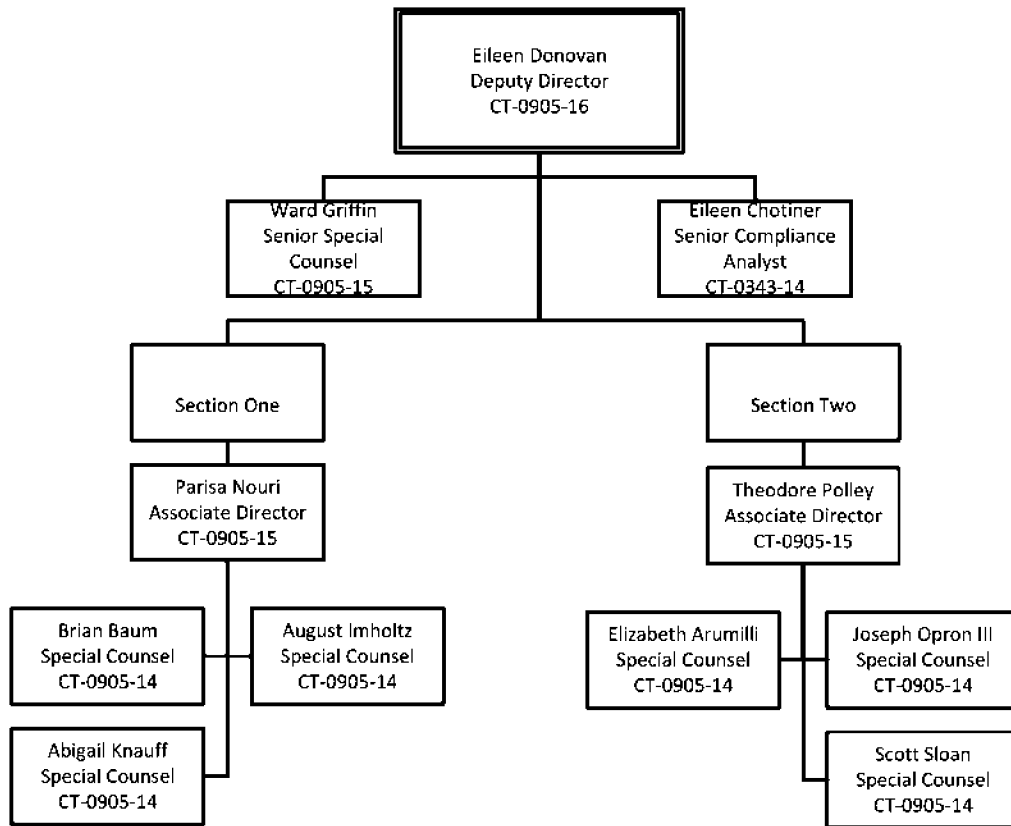 Eileen Donovan
Deputy Director
CT-0905-16
Ward Griffin
Senior Special
Counsel
CT-0905-15
Eileen Chotiner
Senior Compliance
Analyst
CT-0343-14
Section One
Section Two
Parisa Nouri
Associate Director
CT-0905-15
Theodore Polley
Associate Director
CT-0905-15
Brian Baum
Special Counsel
CT-0905-14
August Imholtz
Special Counsel
CT-0905-14
Elizabeth Arumilli
Special Counsel
CT-0905-14
Joseph Opron III
Special Counsel
CT-0905-14
Abigail Knauff
Special Counsel
CT-0905-14
Scott Sloan
Special Counsel
CT-0905-14